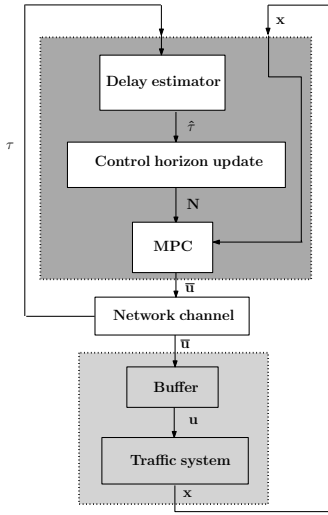 x
Delay estimator
τ̂
τ
Control horizon update
N
MPC
u̅
Network channel
u̅
Buffer
u
Traffic system
x